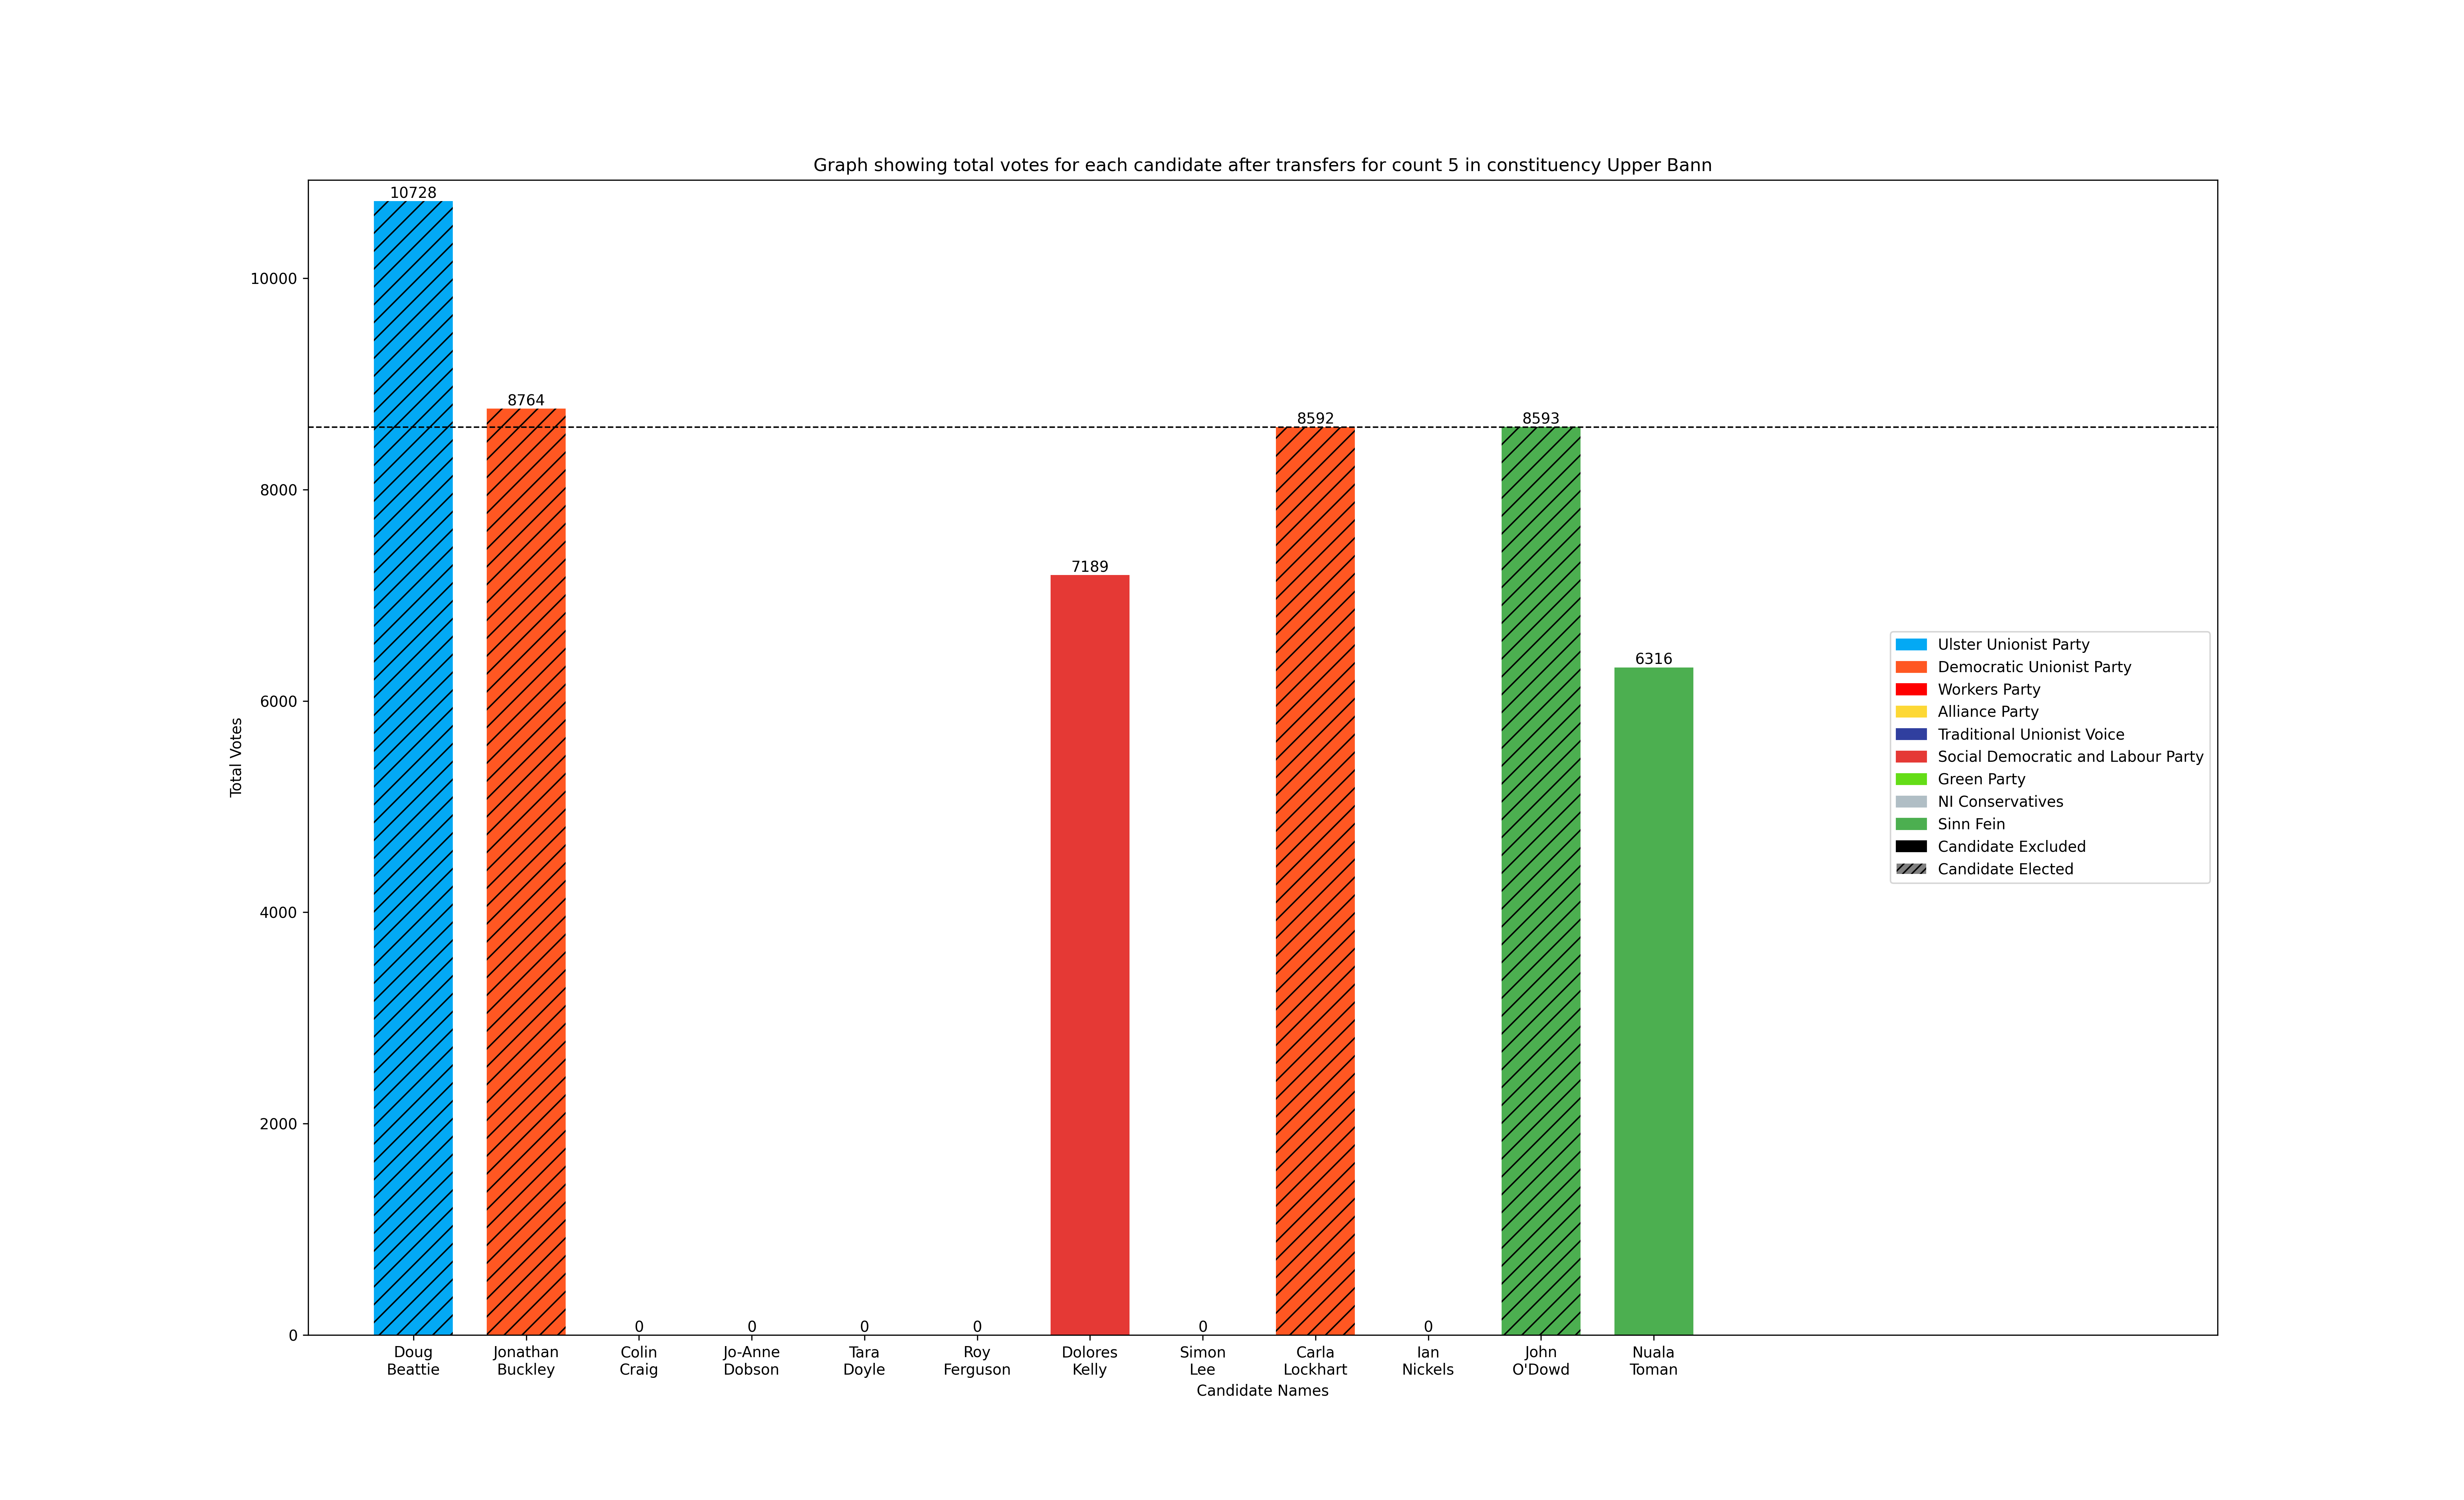 Graph showing total votes for each candidate after transfers for count 5 in constituency Upper Bann
Total Votes
10000
8000
6000
4000
2000
0
10728
8764
0
0
0
0
7189
0
8592
0
8593
6316
Doug
Beattie
Jonathan
Buckley
Colin
Craig
Jo-Anne
Dobson
Tara
Doyle
Roy
Ferguson
Dolores
Kelly
Simon
Lee
Carla
Lockhart
Ian
Nickels
John
O'Dowd
Nuala
Toman
Candidate Names
Ulster Unionist Party
Democratic Unionist Party
Workers Party
Alliance Party
Traditional Unionist Voice
Social Democratic and Labour Party
Green Party
NI Conservatives
Sinn Fein
Candidate Excluded
Candidate Elected